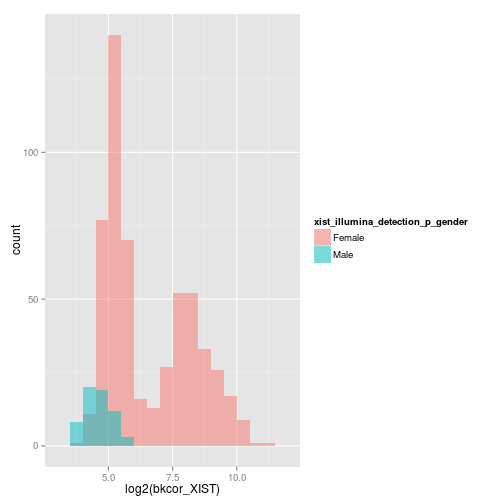 100
50
0
count
5.0 7.5 10.0
log2(bkcor_XIST)
xist_illumina_detection_p_gender
Female
Male